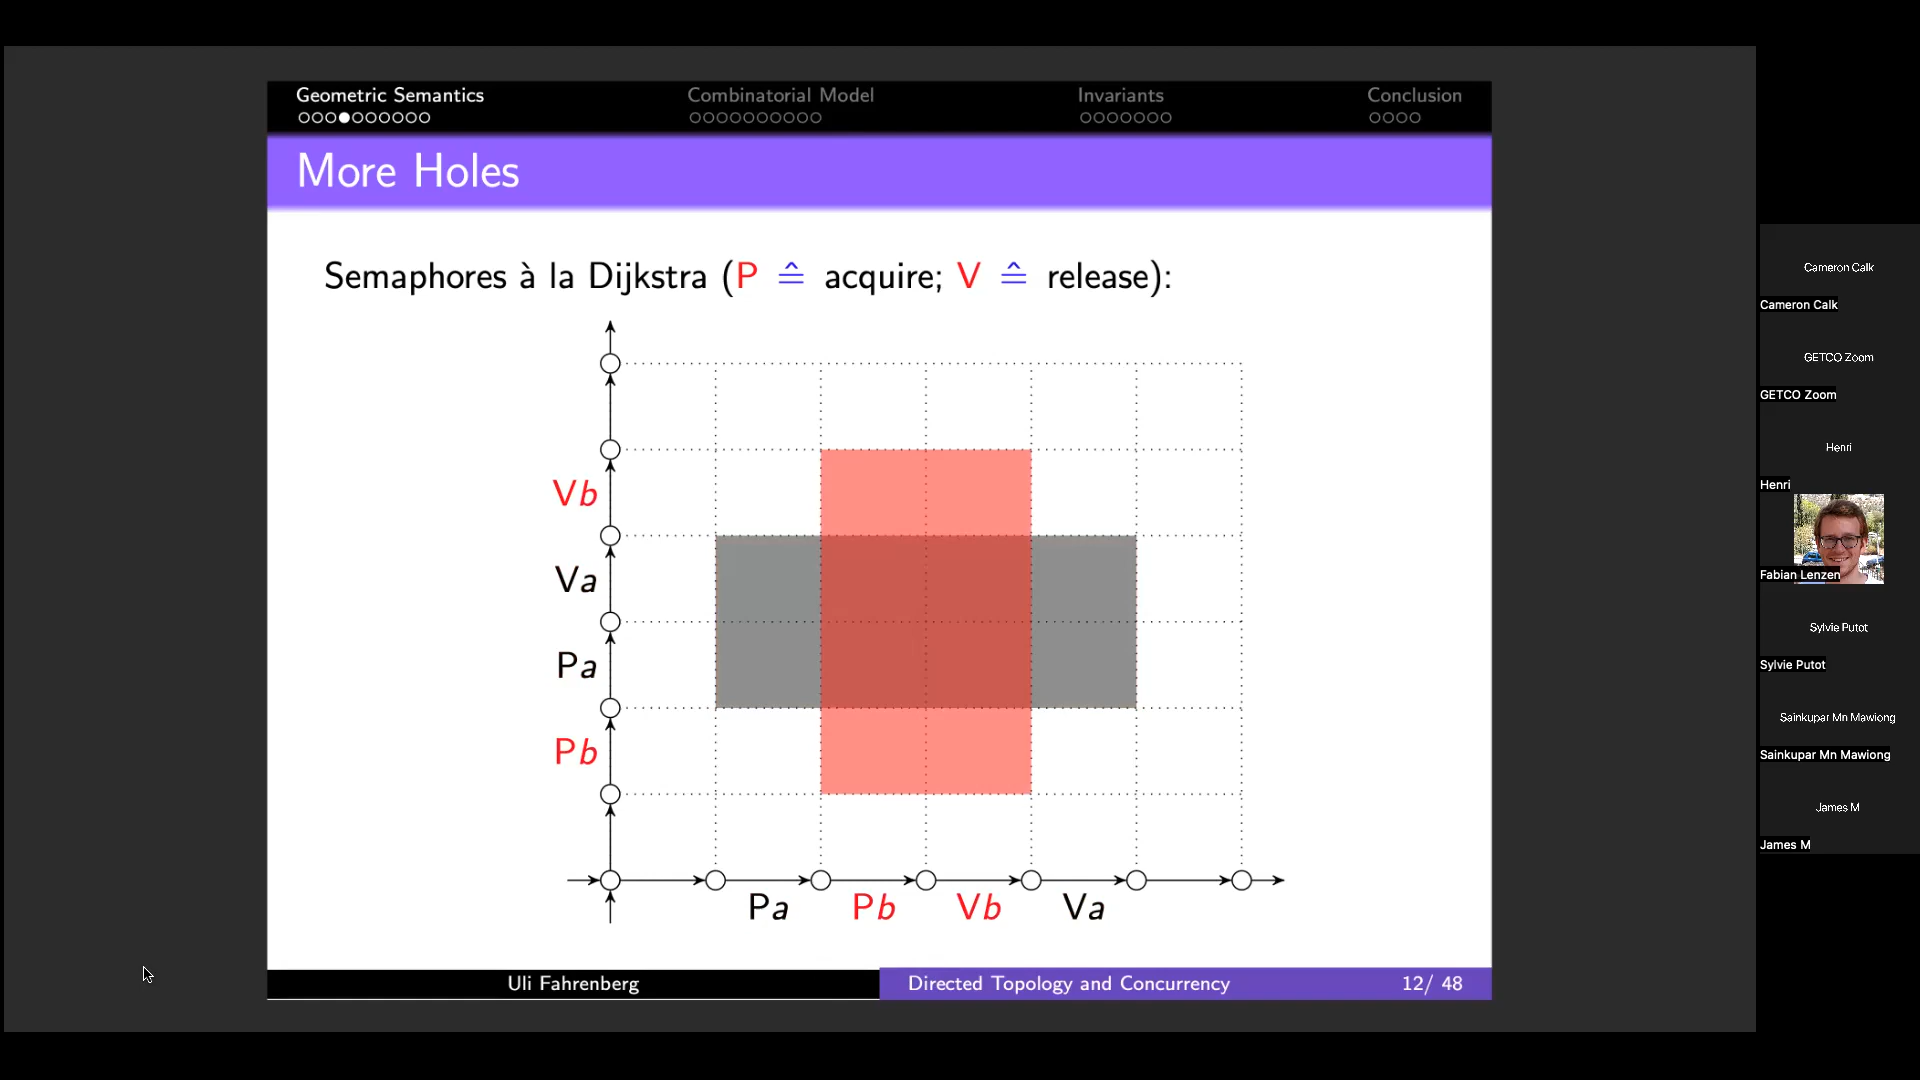 Geometric Semantics
Combinatorial Model
Invariants
Conclusion
More Holes
Semaphores à la Dijkstra (P ≙ acquire; V ≙ release):
Vb
Va
Pa
Pb
Pa
Pb
Vb
Va
Uli Fahrenberg
Directed Topology and Concurrency
12/ 48
Cameron Calk
Cameron Calk
GETCO Zoom
GETCO Zoom
Henri
Henri
Fabian Lenzen
Sylvie Putot
Sylvie Putot
Sainkupar Mn Mawiong
Sainkupar Mn Mawiong
James M
James M